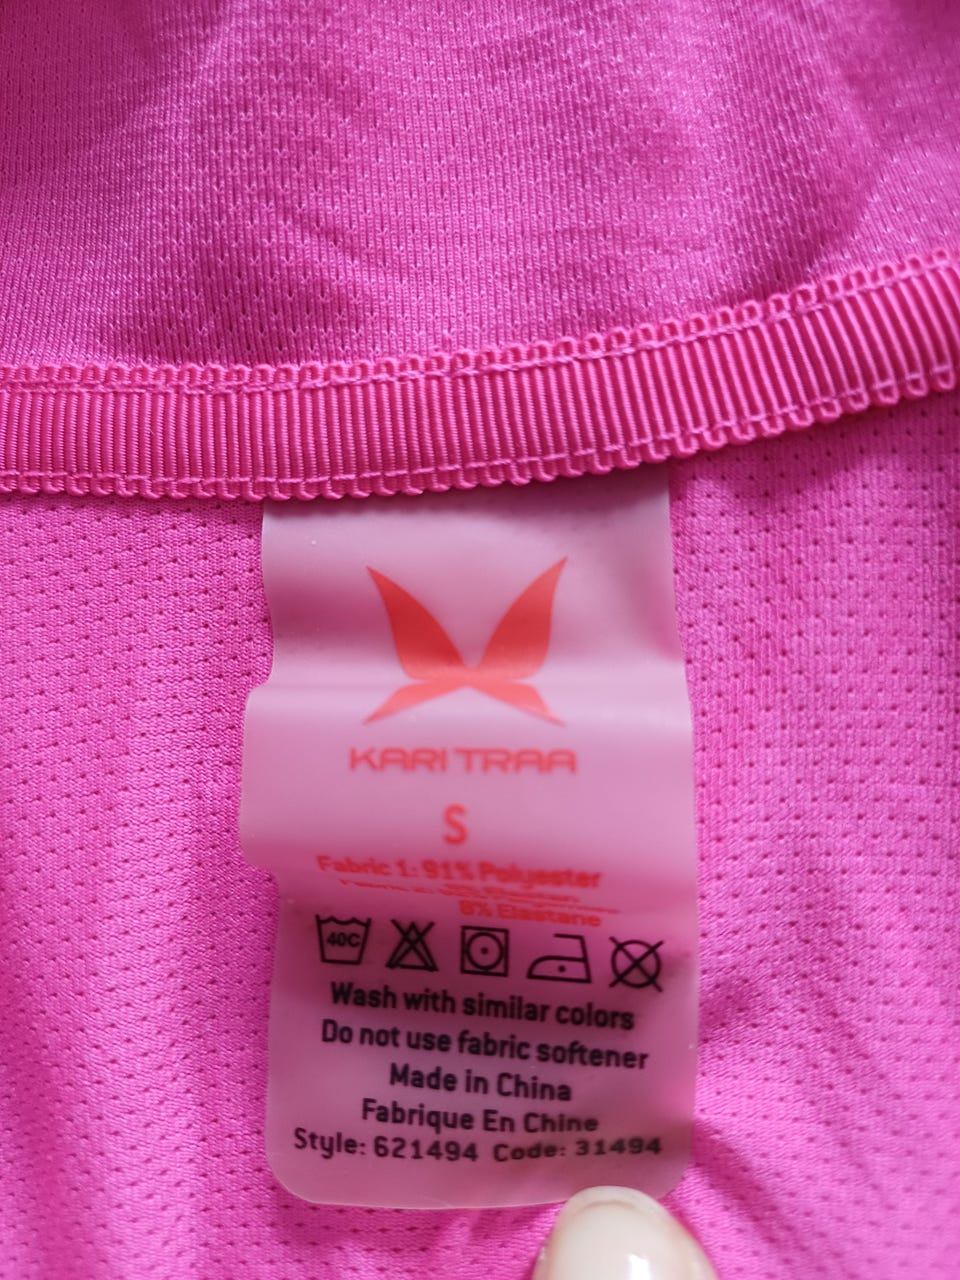 KARI TRAA
S
Fabric 1: 91% Polyester
8% Elastane
40C
Wash with similar colors
Do not use fabric softener
Made in China
Fabrique En Chine
Style: 621494 Code: 31494